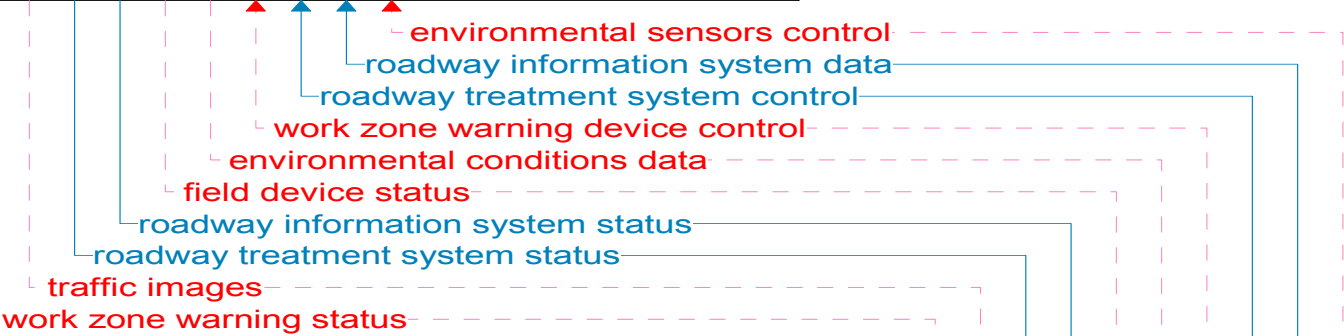 environmental sensors control
roadway information system data
roadway treatment system control
work zone warning device control
environmental conditions data
field device status
roadway information system status
roadway treatment system status
traffic images
work zone warning status